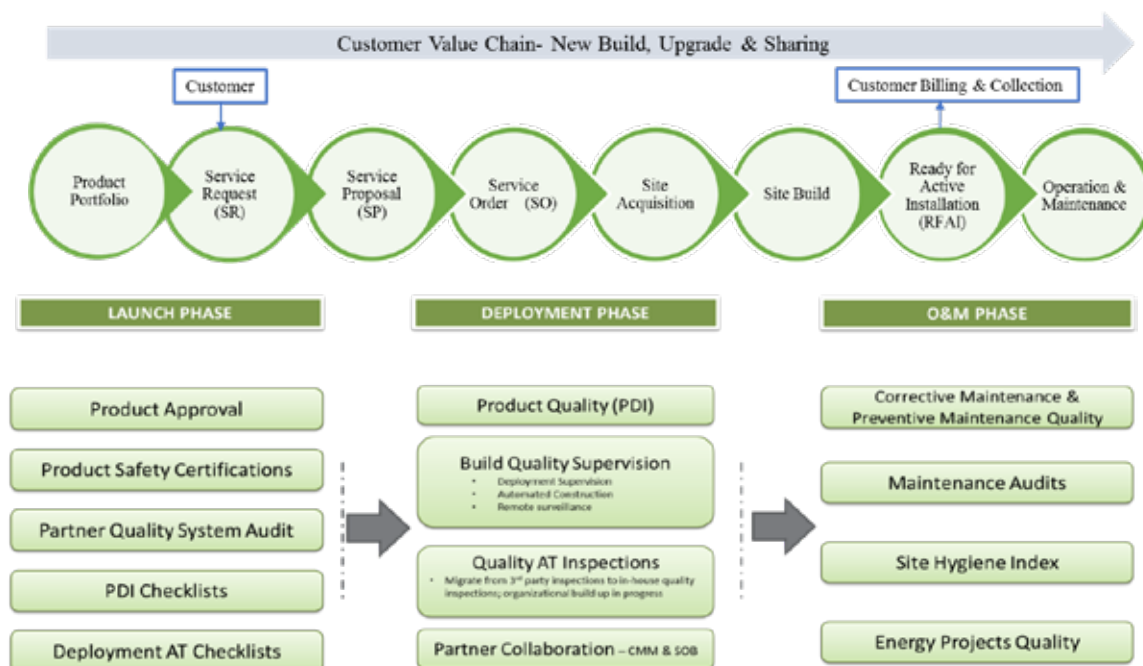 Customer Value Chain- New Build, Upgrade & Sharing
Customer
Customer Billing & Collection
Product
Portfolio
Service
Request
(SR)
Service
Proposal
(SP)
Service
Order (SO)
Site
Acquisition
Site Build
Ready for
Active
Installation
(RFAI)
Operation &
Maintenance
LAUNCH PHASE
DEPLOYMENT PHASE
O&M PHASE
Product Approval
Product Safety Certifications
Partner Quality System Audit
PDI Checklists
Deployment AT Checklists
Product Quality (PDI)
Build Quality Supervision
• Deployment Supervision
• Automated Construction
• Remote surveillance
Quality AT Inspections
• Migrate from 3rd party inspections to in-house quality
inspections; organizational build up in progress
Partner Collaboration – CMM & SOB
Corrective Maintenance &
Preventive Maintenance Quality
Maintenance Audits
Site Hygiene Index
Energy Projects Quality